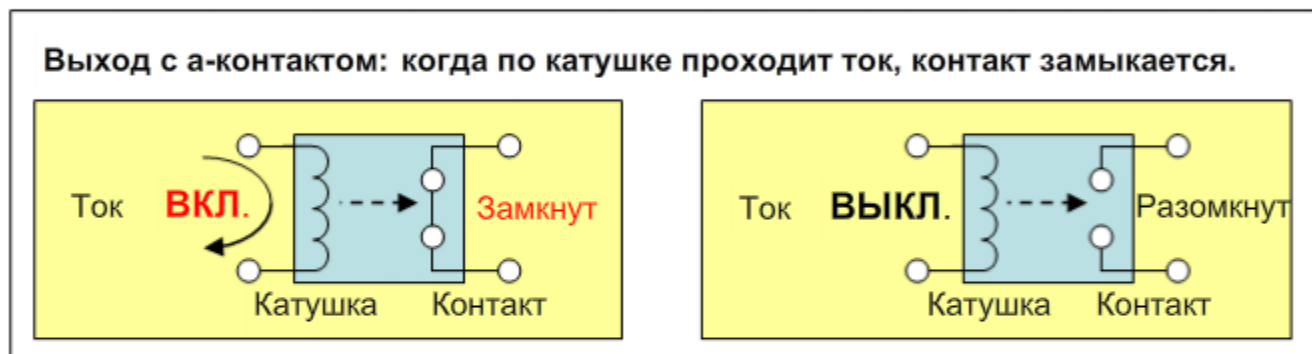 Выход с а-контактом: когда по катушке проходит ток, контакт замыкается.
Ток ВКЛ. Замкнут
Катушка Контакт
Ток ВЫКЛ. Разомкнут
Катушка Контакт